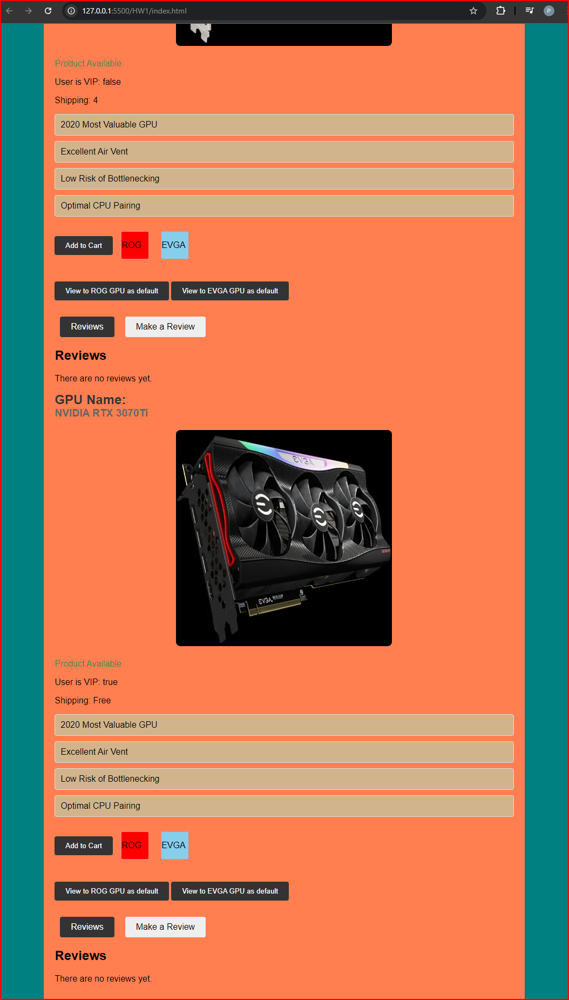 127.0.0.1:5500/HW1/index.html
P
Product Available
User is VIP: false
Shipping: 4
2020 Most Valuable GPU
Excellent Air Vent
Low Risk of Bottlenecking
Optimal CPU Pairing
Add to Cart ROG EVGA
View to ROG GPU as default View to EVGA GPU as default
Reviews Make a Review
Reviews
There are no reviews yet.
GPU Name:
NVIDIA RTX 3070Ti
EVGA
EVGA
Product Available
User is VIP: true
Shipping: Free
2020 Most Valuable GPU
Excellent Air Vent
Low Risk of Bottlenecking
Optimal CPU Pairing
Add to Cart ROG EVGA
View to ROG GPU as default View to EVGA GPU as default
Reviews Make a Review
Reviews
There are no reviews yet.